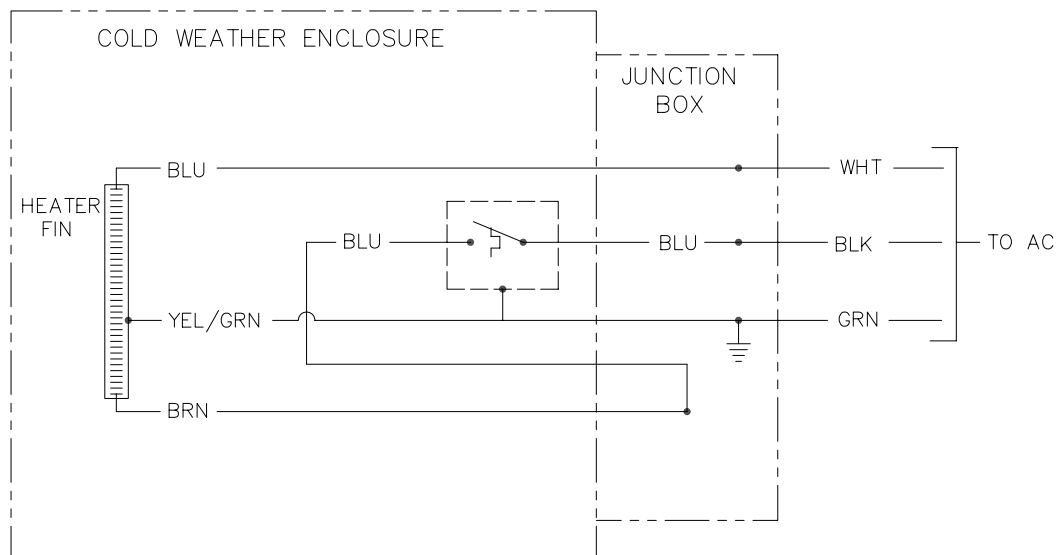 COLD WEATHER ENCLOSURE
JUNCTION
BOX
BLU
WHT
HEATER
FIN
BLU
BLU
BLK
TO AC
YEL/GRN
GRN
BRN